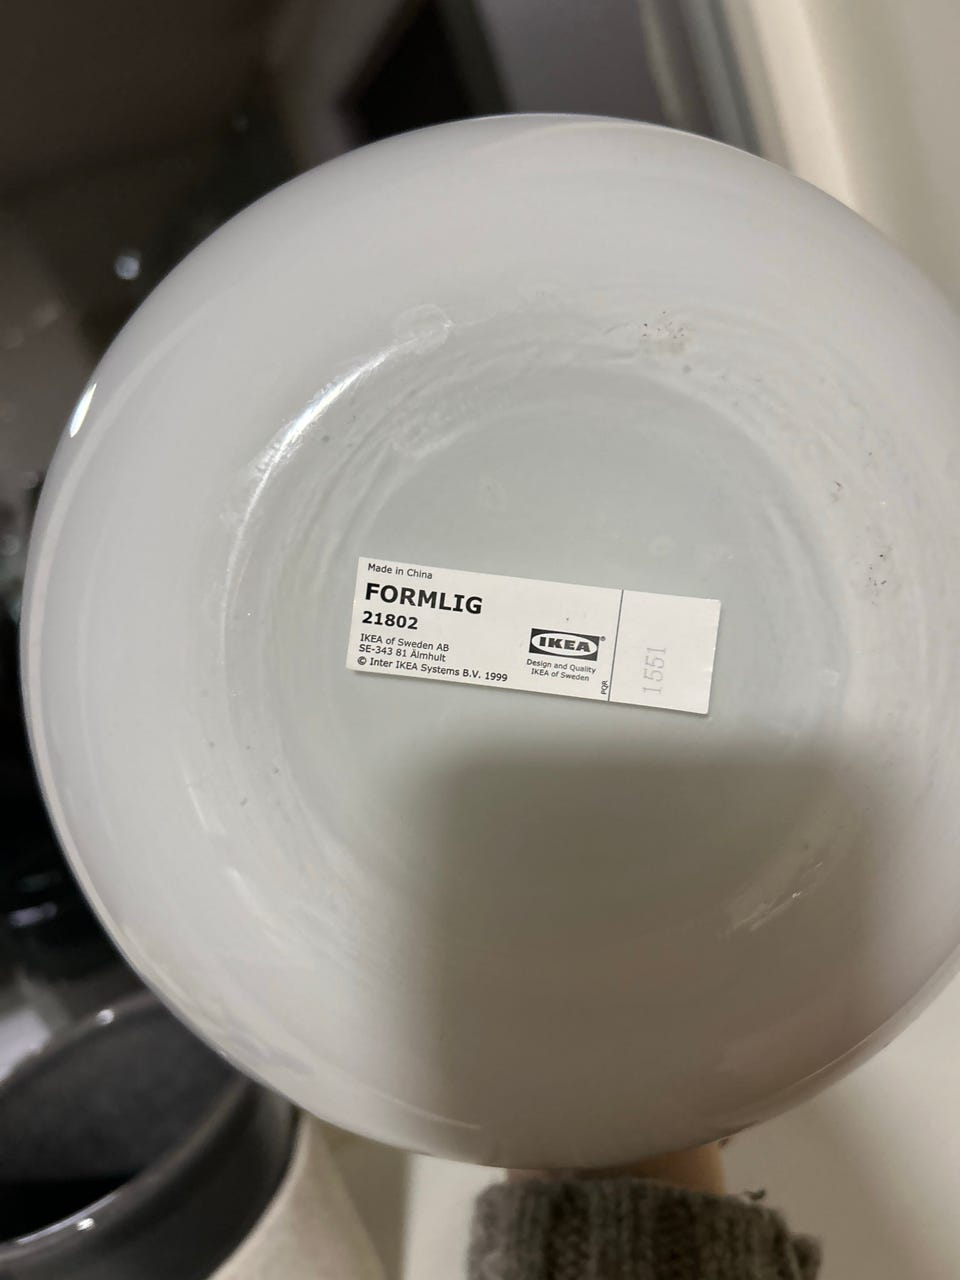 Made in China
FORMLIG
21802
IKEA of Sweden AB
SE-343 81 Älmhult
© Inter IKEA Systems B.V. 1999
IKEA®
Design and Quality
IKEA of Sweden
PQR
1551